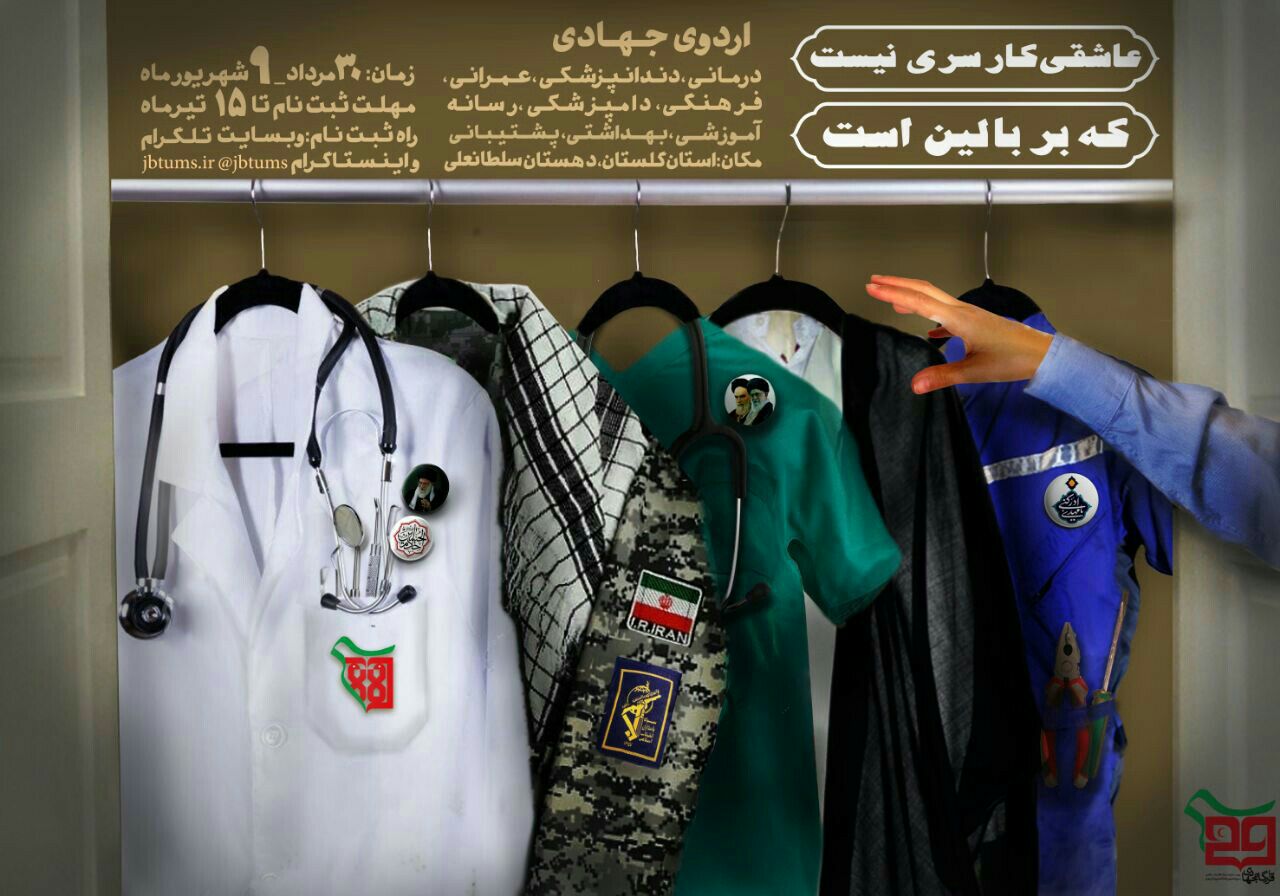 عاشقی کار سری نیست
که بر بالین است
اردوی جهادی
درمانی، دندانپزشکی، عمرانی،
فرهنگی، دامپزشکی، رسانه
آموزشی، بهداشتی، پشتیبانی
مکان: استان گلستان، دهستان سلطانعلی
زمان: ۳۰ مرداد_۹ شهریور ماه
مهلت ثبت نام تا ۱۵ تیرماه
راه ثبت نام: وبسایت تلگرام
و اینستاگرام jbtums.ir @jbtums
I.R.IRAN